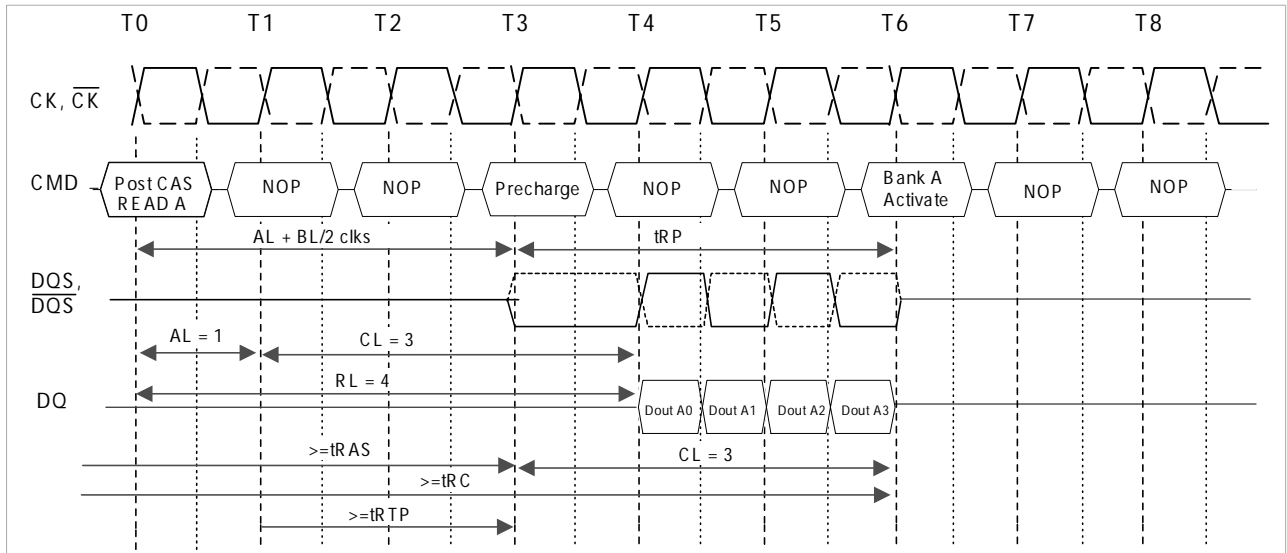 T0 T1 T2 T3 T4 T5 T6 T7 T8
CK, CK
CMD
Post CAS
READ A
NOP
NOP
Precharge
NOP
NOP
Bank A
Activate
NOP
NOP
AL + BL/2 clks
tRP
DQS,
DQS
AL = 1
CL = 3
RL = 4
DQ
Dout A0 Dout A1 Dout A2 Dout A3
>=tRAS
CL = 3
>=tRC
>=tRTP